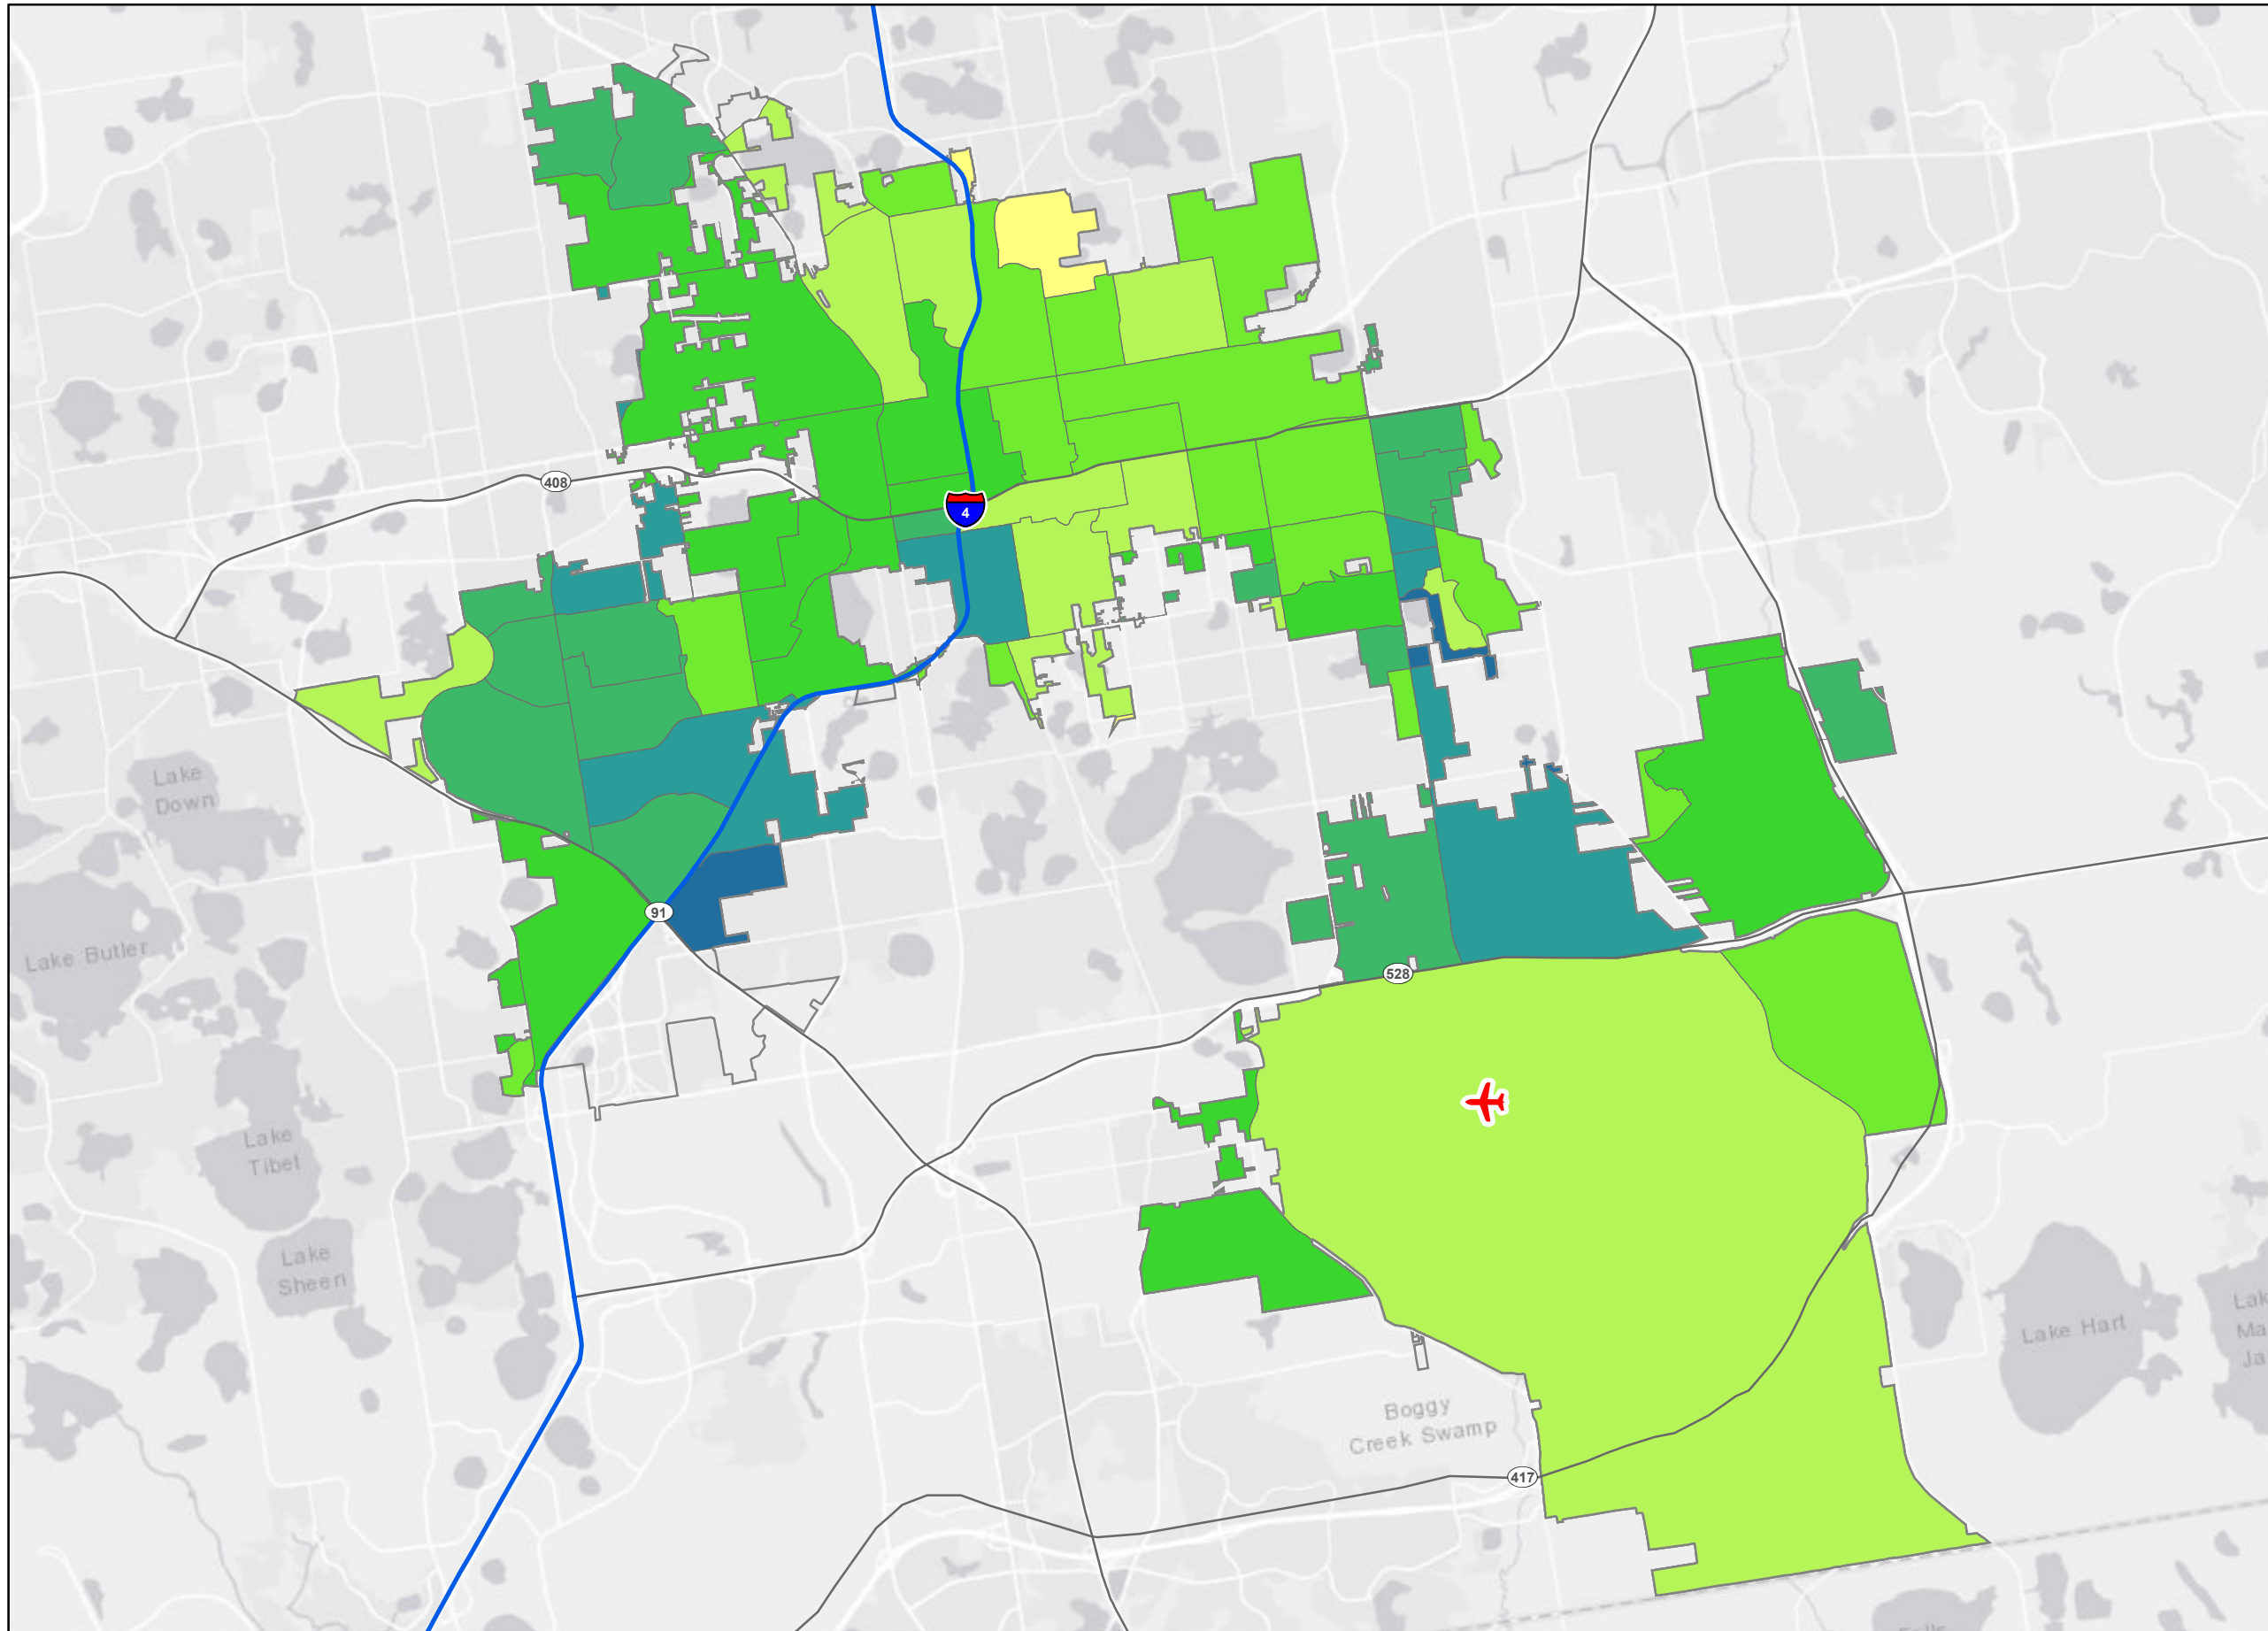 408
4
Lake
Down
Lake Butler
91
528
Lake
Tibet
Lake
Sheen
Lake Hart
Boggy
Creek Swamp
417